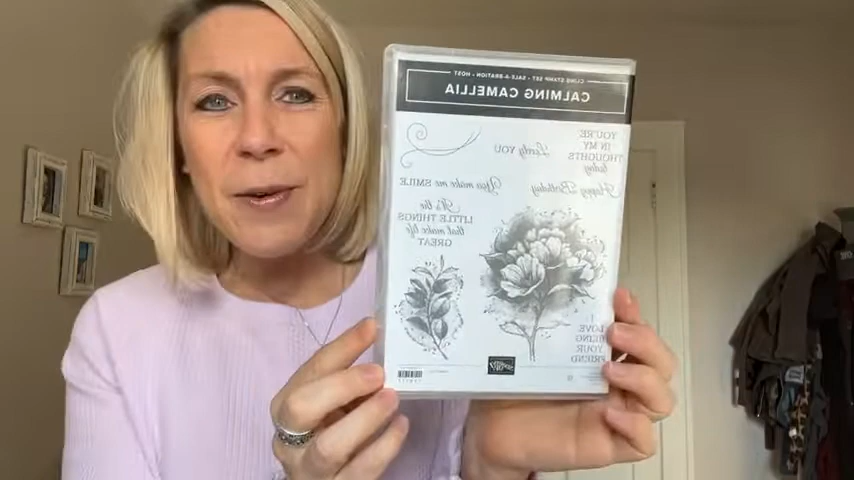 CLING STAMP SET • SALE-A-BRATION • HOST
CALMING CAMELLIA
YOU'RE
IN MY
THOUGHTS
today
Lovely YOU
Happy Birthday
You make me SMILE
It's the
LITTLE THINGS
that make life
GREAT
I
LOVE
BEING
YOUR
FRIEND